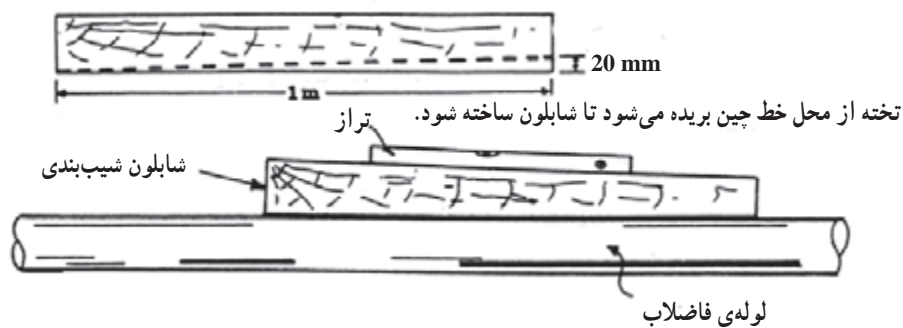 20 mm
1 m
تخته از محل خط چین بریده می‌شود تا شابلون ساخته شود.
تراز
شابلون شیب‌بندی
لوله‌ی فاضلاب